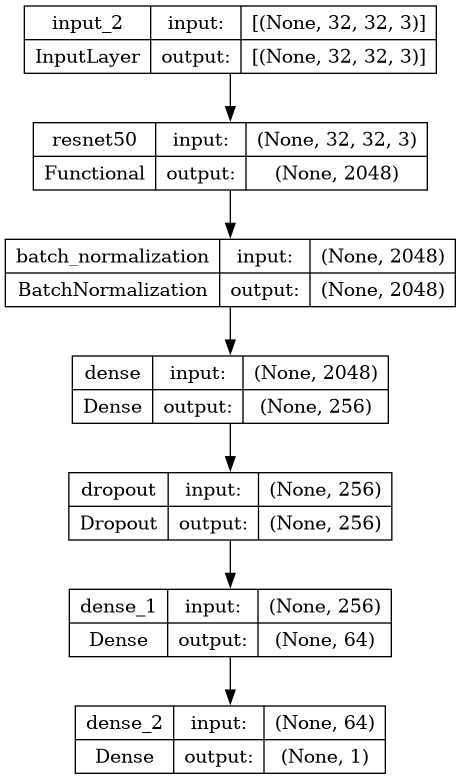 input_2 input: [(None, 32, 32, 3)]
InputLayer output: [(None, 32, 32, 3)]
resnet50 input: (None, 32, 32, 3)
Functional output: (None, 2048)
batch_normalization input: (None, 2048)
BatchNormalization output: (None, 2048)
dense input: (None, 2048)
Dense output: (None, 256)
dropout input: (None, 256)
Dropout output: (None, 256)
dense_1 input: (None, 256)
Dense output: (None, 64)
dense_2 input: (None, 64)
Dense output: (None, 1)